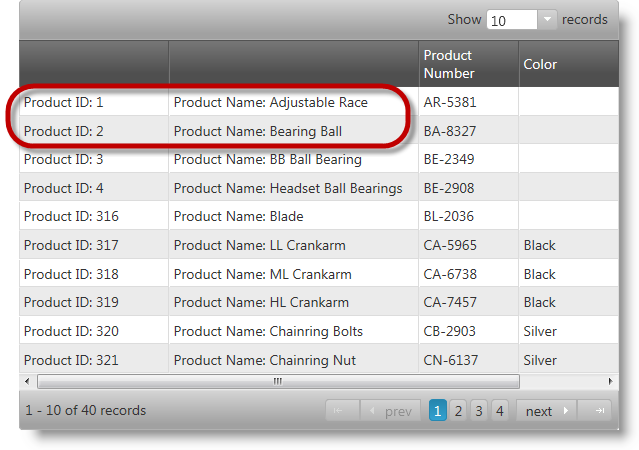 Show 10 records
Product
Number Color
Product ID: 1 Product Name: Adjustable Race AR-5381
Product ID: 2 Product Name: Bearing Ball BA-8327
Product ID: 3 Product Name: BB Ball Bearing BE-2349
Product ID: 4 Product Name: Headset Ball Bearings BE-2908
Product ID: 316 Product Name: Blade BL-2036
Product ID: 317 Product Name: LL Crankarm CA-5965 Black
Product ID: 318 Product Name: ML Crankarm CA-6738 Black
Product ID: 319 Product Name: HL Crankarm CA-7457 Black
Product ID: 320 Product Name: Chainring Bolts CB-2903 Silver
Product ID: 321 Product Name: Chainring Nut CN-6137 Silver
1 - 10 of 40 records prev 1 2 3 4 next